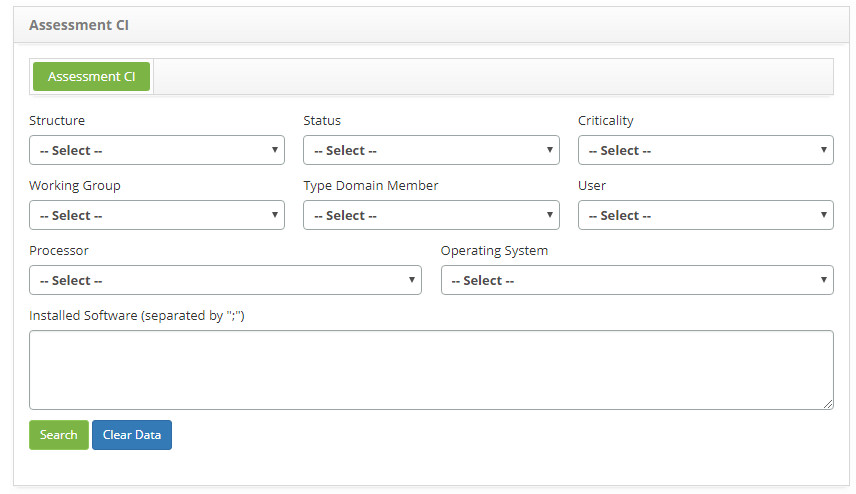 Assessment CI
Assessment CI
Structure Status Criticality
-- Select -- -- Select -- -- Select --
Working Group Type Domain Member User
-- Select -- -- Select -- -- Select --
Processor Operating System
-- Select -- -- Select --
Installed Software (separated by ";")
Search Clear Data